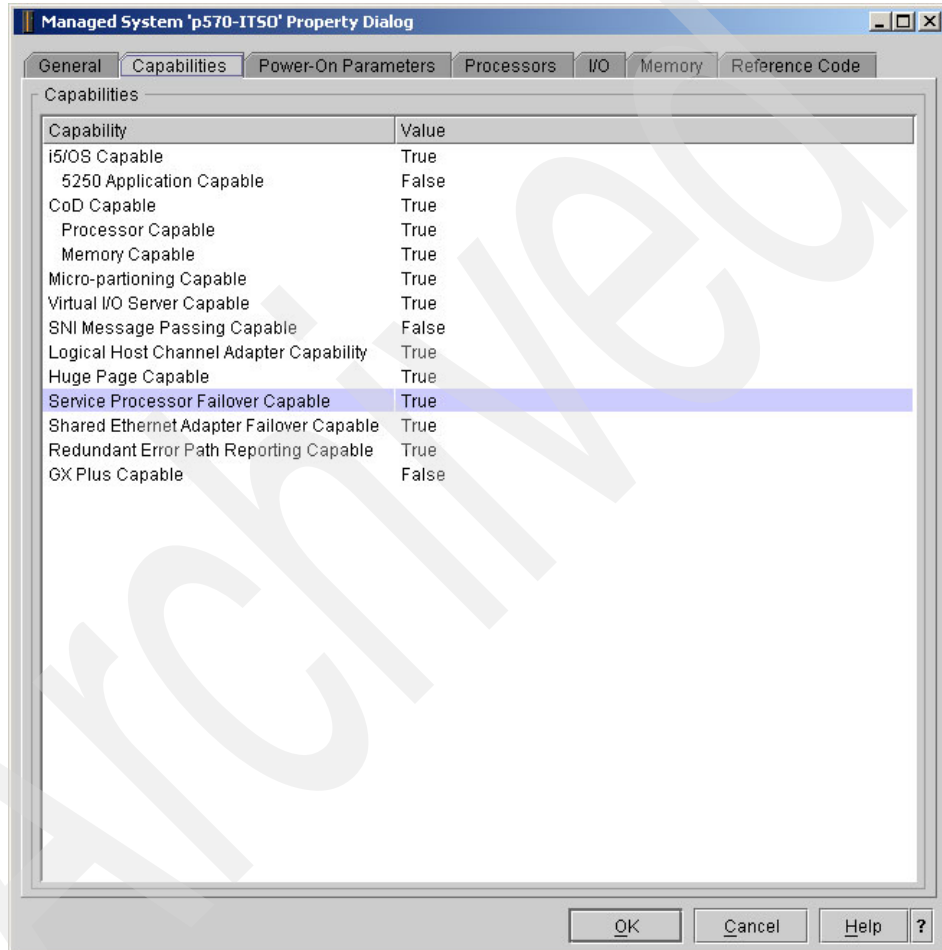 Managed System 'p570-ITSO' Property Dialog
General Capabilities Power-On Parameters Processors I/O Memory Reference Code
Capabilities
Capability Value
i5/OS Capable True
5250 Application Capable False
CoD Capable True
Processor Capable True
Memory Capable True
Micro-partioning Capable True
Virtual I/O Server Capable True
SNI Message Passing Capable False
Logical Host Channel Adapter Capability True
Huge Page Capable True
Service Processor Failover Capable True
Shared Ethernet Adapter Failover Capable True
Redundant Error Path Reporting Capable True
GX Plus Capable False
OK Cancel Help ?
Archived